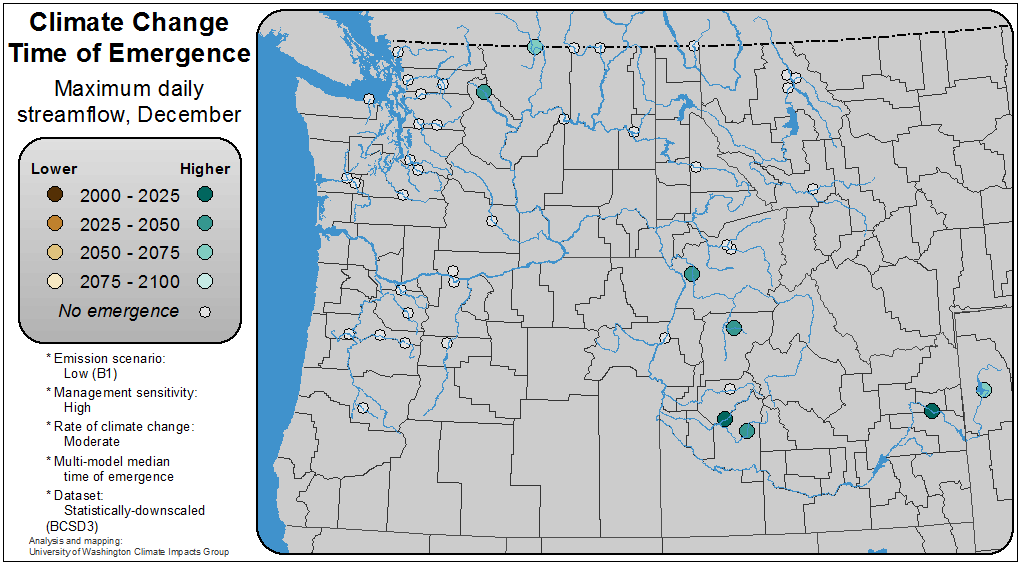 Climate Change
Time of Emergence
Maximum daily
streamflow, December
Lower Higher
2000 - 2025
2025 - 2050
2050 - 2075
2075 - 2100
No emergence
* Emission scenario:
Low (B1)
* Management sensitivity:
High
* Rate of climate change:
Moderate
* Multi-model median
time of emergence
* Dataset:
Statistically-downscaled
(BCSD3)
Analysis and mapping:
University of Washington Climate Impacts Group